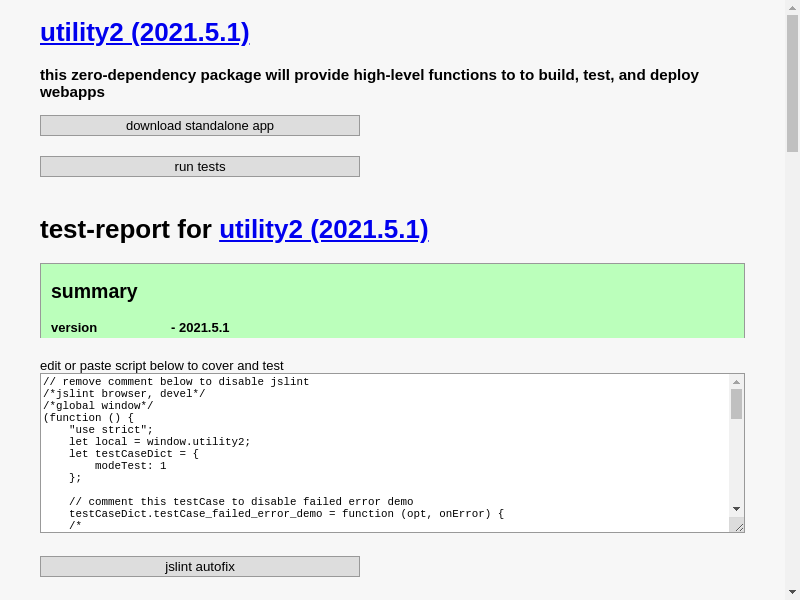 utility2 (2021.5.1)
this zero-dependency package will provide high-level functions to to build, test, and deploy
webapps
download standalone app
run tests
test-report for utility2 (2021.5.1)
summary
version - 2021.5.1
edit or paste script below to cover and test
// remove comment below to disable jslint
/*jslint browser, devel*/
/*global window*/
(function () {
    "use strict";
    let local = window.utility2;
    let testCaseDict = {
        modeTest: 1
    };
    // comment this testCase to disable failed error demo
    testCaseDict.testCase_failed_error_demo = function (opt, onError) {
    /*
jslint autofix